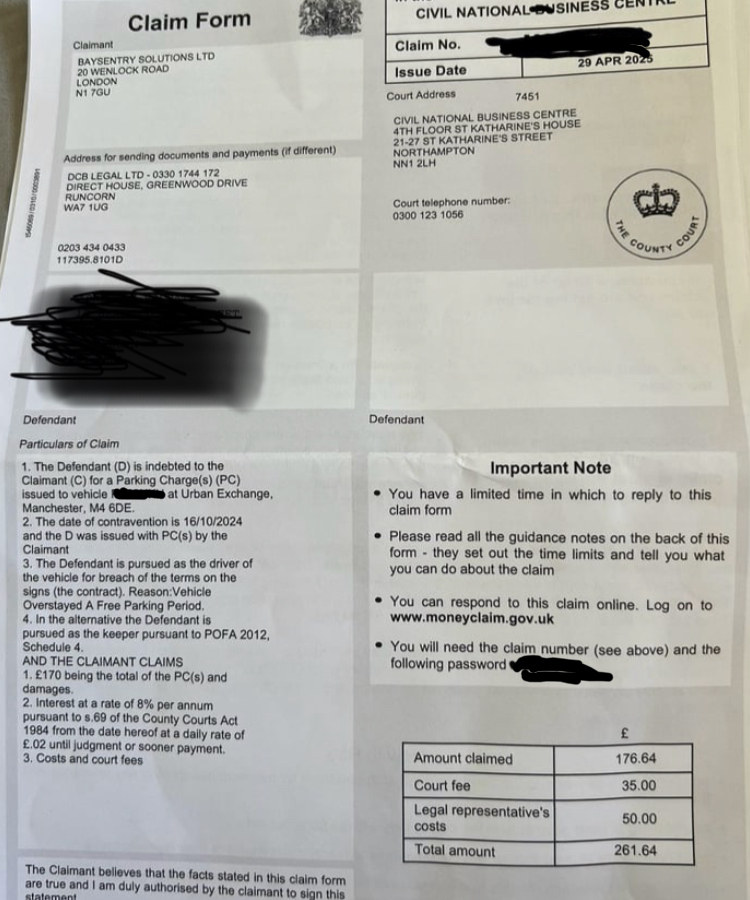 Claim Form
Claimant
BAYSENTRY SOLUTIONS LTD
20 WENLOCK ROAD
LONDON
N1 7GU
Address for sending documents and payments (if different)
DCB LEGAL LTD - 0330 1744 172
DIRECT HOUSE, GREENWOOD DRIVE
RUNCORN
WA7 1UG
0203 434 0433
117395.8101D
Defendant
CIVIL NATIONAL BUSINESS CENTRE
Claim No.
Issue Date
29 APR 2025
Court Address
7451
CIVIL NATIONAL BUSINESS CENTRE
4TH FLOOR ST KATHARINE'S HOUSE
21-27 ST KATHARINE'S STREET
NORTHAMPTON
NN1 2LH
Court telephone number:
0300 123 1056
THE COUNTY COURT
Defendant
Particulars of Claim
1. The Defendant (D) is indebted to the
Claimant (C) for a Parking Charge(s) (PC)
issued to vehicle at Urban Exchange,
Manchester, M4 6DE.
2. The date of contravention is 16/10/2024
and the D was issued with PC(s) by the
Claimant
3. The Defendant is pursued as the driver of
the vehicle for breach of the terms on the
signs (the contract). Reason:Vehicle
Overstayed A Free Parking Period.
4. In the alternative the Defendant is
pursued as the keeper pursuant to POFA 2012,
Schedule 4.
AND THE CLAIMANT CLAIMS
1. £170 being the total of the PC(s) and
damages.
2. Interest at a rate of 8% per annum
pursuant to s.69 of the County Courts Act
1984 from the date hereof at a daily rate of
£.02 until judgment or sooner payment.
3. Costs and court fees
The Claimant believes that the facts stated in this claim form
are true and I am duly authorised by the claimant to sign this
statement
Important Note
• You have a limited time in which to reply to this
claim form
• Please read all the guidance notes on the back of this
form - they set out the time limits and tell you what
you can do about the claim
• You can respond to this claim online. Log on to
www.moneyclaim.gov.uk
• You will need the claim number (see above) and the
following password
£
Amount claimed 176.64
Court fee 35.00
Legal representative's
costs 50.00
Total amount 261.64